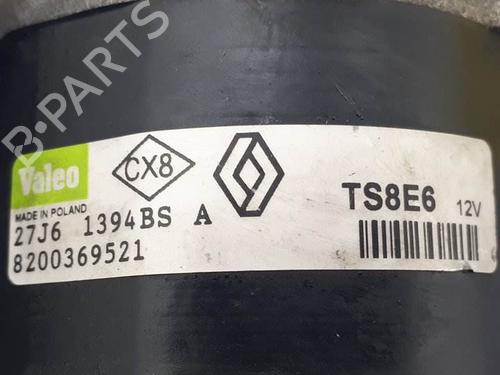 B-PARTS
Valeo
CX8
MADE IN POLAND
TS8E6 12V
27J6 1394BS A
8200369521